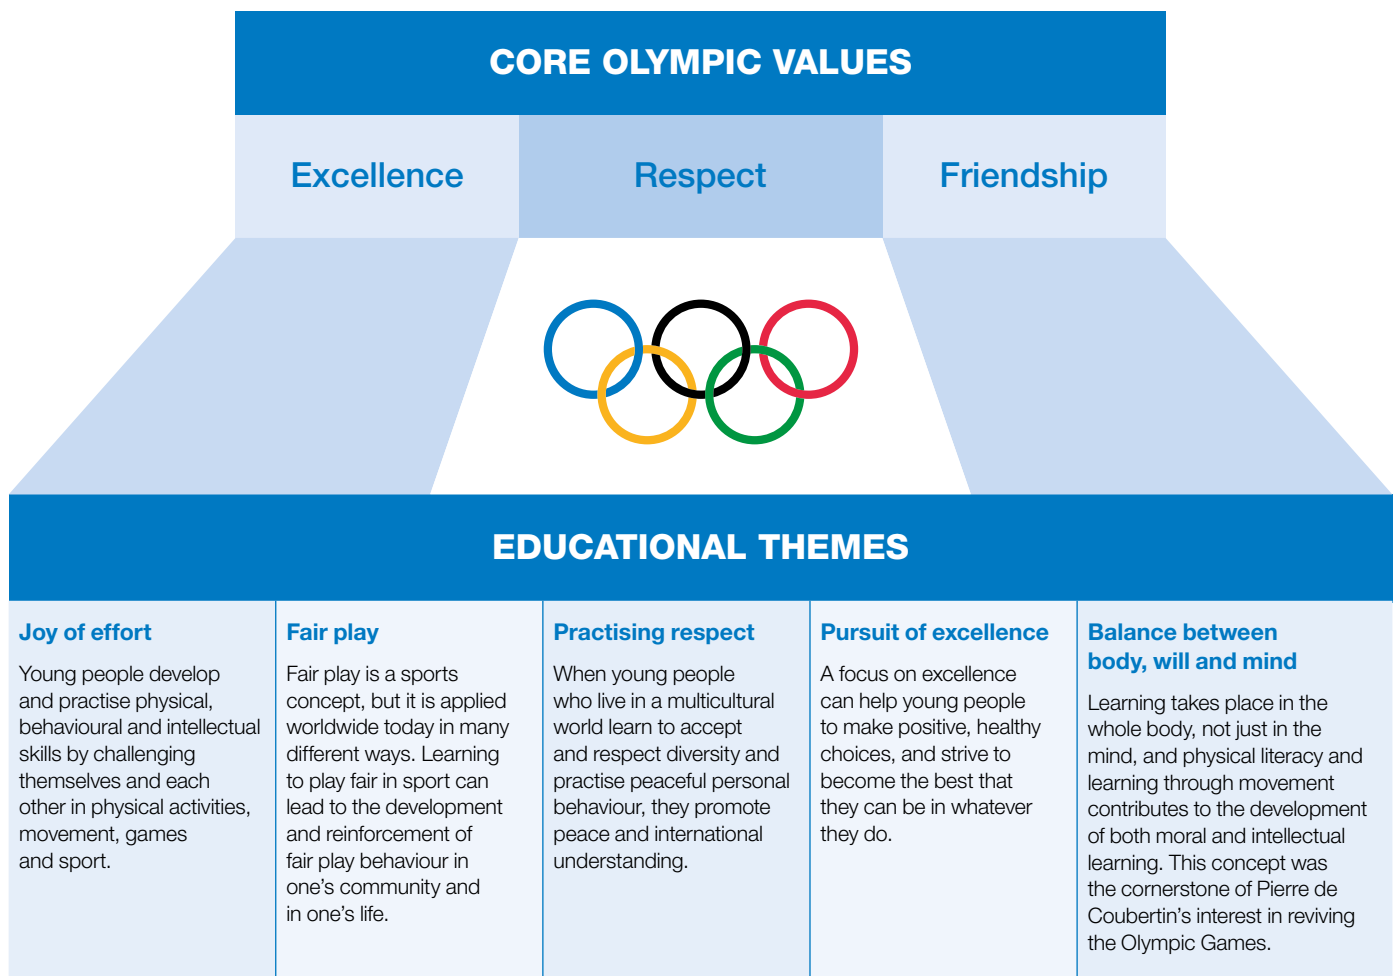 CORE OLYMPIC VALUES
Excellence
Respect
Friendship
EDUCATIONAL THEMES
Joy of effort
Young people develop
and practise physical,
behavioural and intellectual
skills by challenging
themselves and each
other in physical activities,
movement, games
and sport.
Fair play
Fair play is a sports
concept, but it is applied
worldwide today in many
different ways. Learning
to play fair in sport can
lead to the development
and reinforcement of
fair play behaviour in
one’s community and
in one’s life.
Practising respect
When young people
who live in a multicultural
world learn to accept
and respect diversity and
practise peaceful personal
behaviour, they promote
peace and international
understanding.
Pursuit of excellence
A focus on excellence
can help young people
to make positive, healthy
choices, and strive to
become the best that
they can be in whatever
they do.
Balance between
body, will and mind
Learning takes place in the
whole body, not just in the
mind, and physical literacy and
learning through movement
contributes to the development
of both moral and intellectual
learning. This concept was
the cornerstone of Pierre de
Coubertin’s interest in reviving
the Olympic Games.